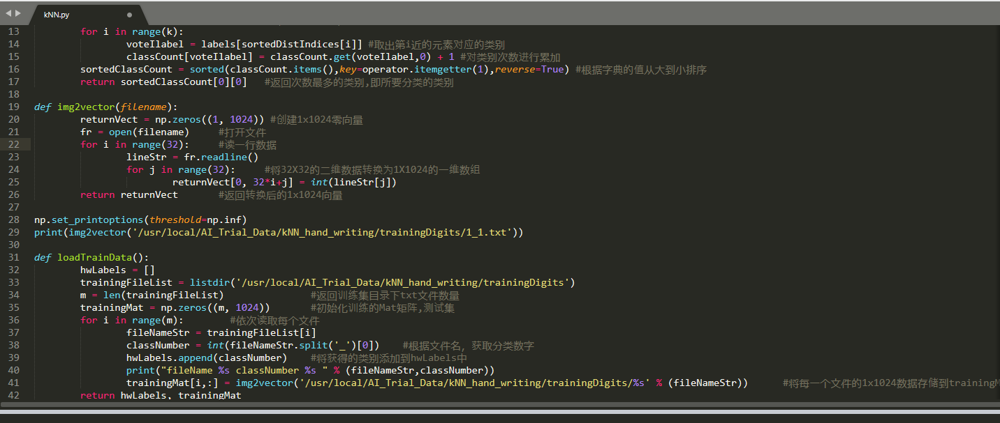 kNN.py
13 for i in range(k):
14 voteIlabel = labels[sortedDistIndices[i]] #取出第i近的元素对应的类别
15 classCount[voteIlabel] = classCount.get(voteIlabel,0) + 1 #对类别次数进行累加
16 sortedClassCount = sorted(classCount.items(),key=operator.itemgetter(1),reverse=True) #根据字典的值从大到小排序
17 return sortedClassCount[0][0] #返回次数最多的类别,即所要分类的类别
18
19 def img2vector(filename):
20 returnVect = np.zeros((1, 1024)) #创建1x1024零向量
21 fr = open(filename) #打开文件
22 for i in range(32): #读一行数据
23 lineStr = fr.readline()
24 for j in range(32): #将32X32的二维数据转换为1X1024的一维数组
25 returnVect[0, 32*i+j] = int(lineStr[j])
26 return returnVect #返回转换后的1x1024向量
27
28 np.set_printoptions(threshold=np.inf)
29 print(img2vector('/usr/local/AI_Trial_Data/kNN_hand_writing/trainingDigits/1_1.txt'))
30
31 def loadTrainData():
32 hwLabels = []
33 trainingFileList = listdir('/usr/local/AI_Trial_Data/kNN_hand_writing/trainingDigits')
34 m = len(trainingFileList) #返回训练集目录下txt文件数量
35 trainingMat = np.zeros((m, 1024)) #初始化训练的Mat矩阵,测试集
36 for i in range(m): #依次读取每个文件
37 fileNameStr = trainingFileList[i]
38 classNumber = int(fileNameStr.split('_')[0]) #根据文件名，获取分类数字
39 hwLabels.append(classNumber) #将获得的类别添加到hwLabels中
40 print("fileName %s classNumber %s " % (fileNameStr,classNumber))
41 trainingMat[i,:] = img2vector('/usr/local/AI_Trial_Data/kNN_hand_writing/trainingDigits/%s' % (fileNameStr)) #将每一个文件的1x1024数据存储到trainingM
42 return hwLabels, trainingMat